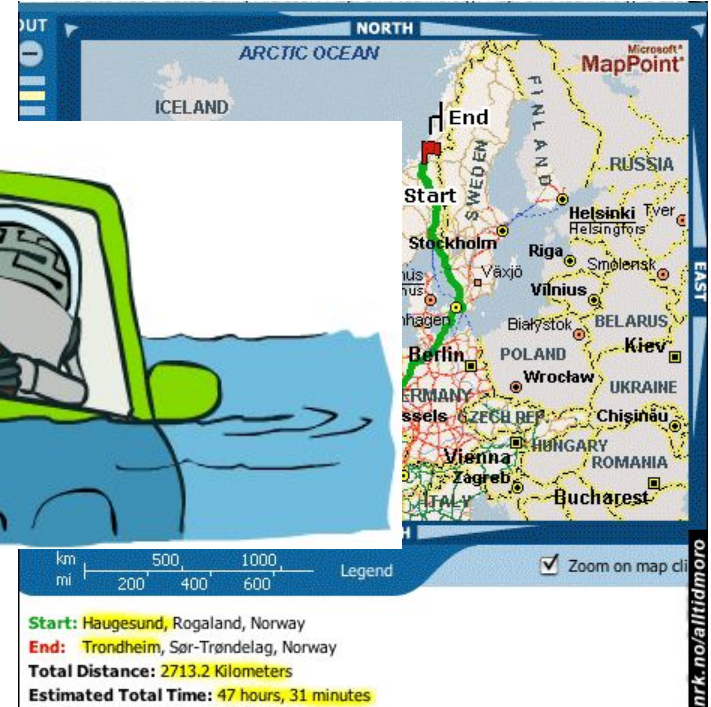 OUT
NORTH
ARCTIC OCEAN
Microsoft®
MapPoint®
ICELAND
End
FINLAND
SWEDEN
RUSSIA
Start
Helsinki
Helsingfors
Tver
Stockholm
Riga
Smolensk
EAST
Växjö
Vilnius
Białystok
BELARUS
Berlin
POLAND
Kiev
Wrocław
UKRAINE
CZECH REP
Chişinău
Vienna
HUNGARY
ROMANIA
Zagreb
ITALY
Bucharest
km 500 1000
mi 200 400 600
Legend
Zoom on map cli
Start: Haugesund, Rogaland, Norway
End: Trondheim, Sør-Trøndelag, Norway
Total Distance: 2713.2 Kilometers
Estimated Total Time: 47 hours, 31 minutes
nrk.no/alltidmoro